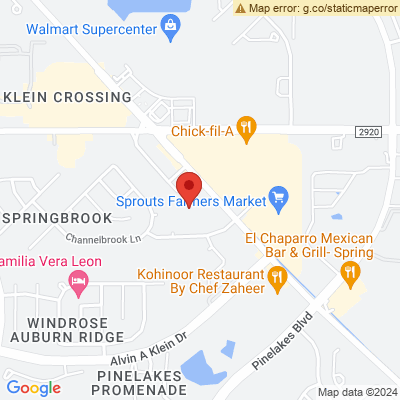 Map error: g.co/staticmaperror
Walmart Supercenter
KLEIN CROSSING
Chick-fil-A
2920
Sprouts Farmers Market
SPRINGBROOK
Channelbrook Ln
El Chaparro Mexican
Bar & Grill- Spring
amilia Vera Leon
Kohinoor Restaurant
By Chef Zaheer
WINDROSE
AUBURN RIDGE
Alvin A Klein Dr
Pinelakes Blvd
PINELAKES
PROMENADE
Google
Map data ©2024